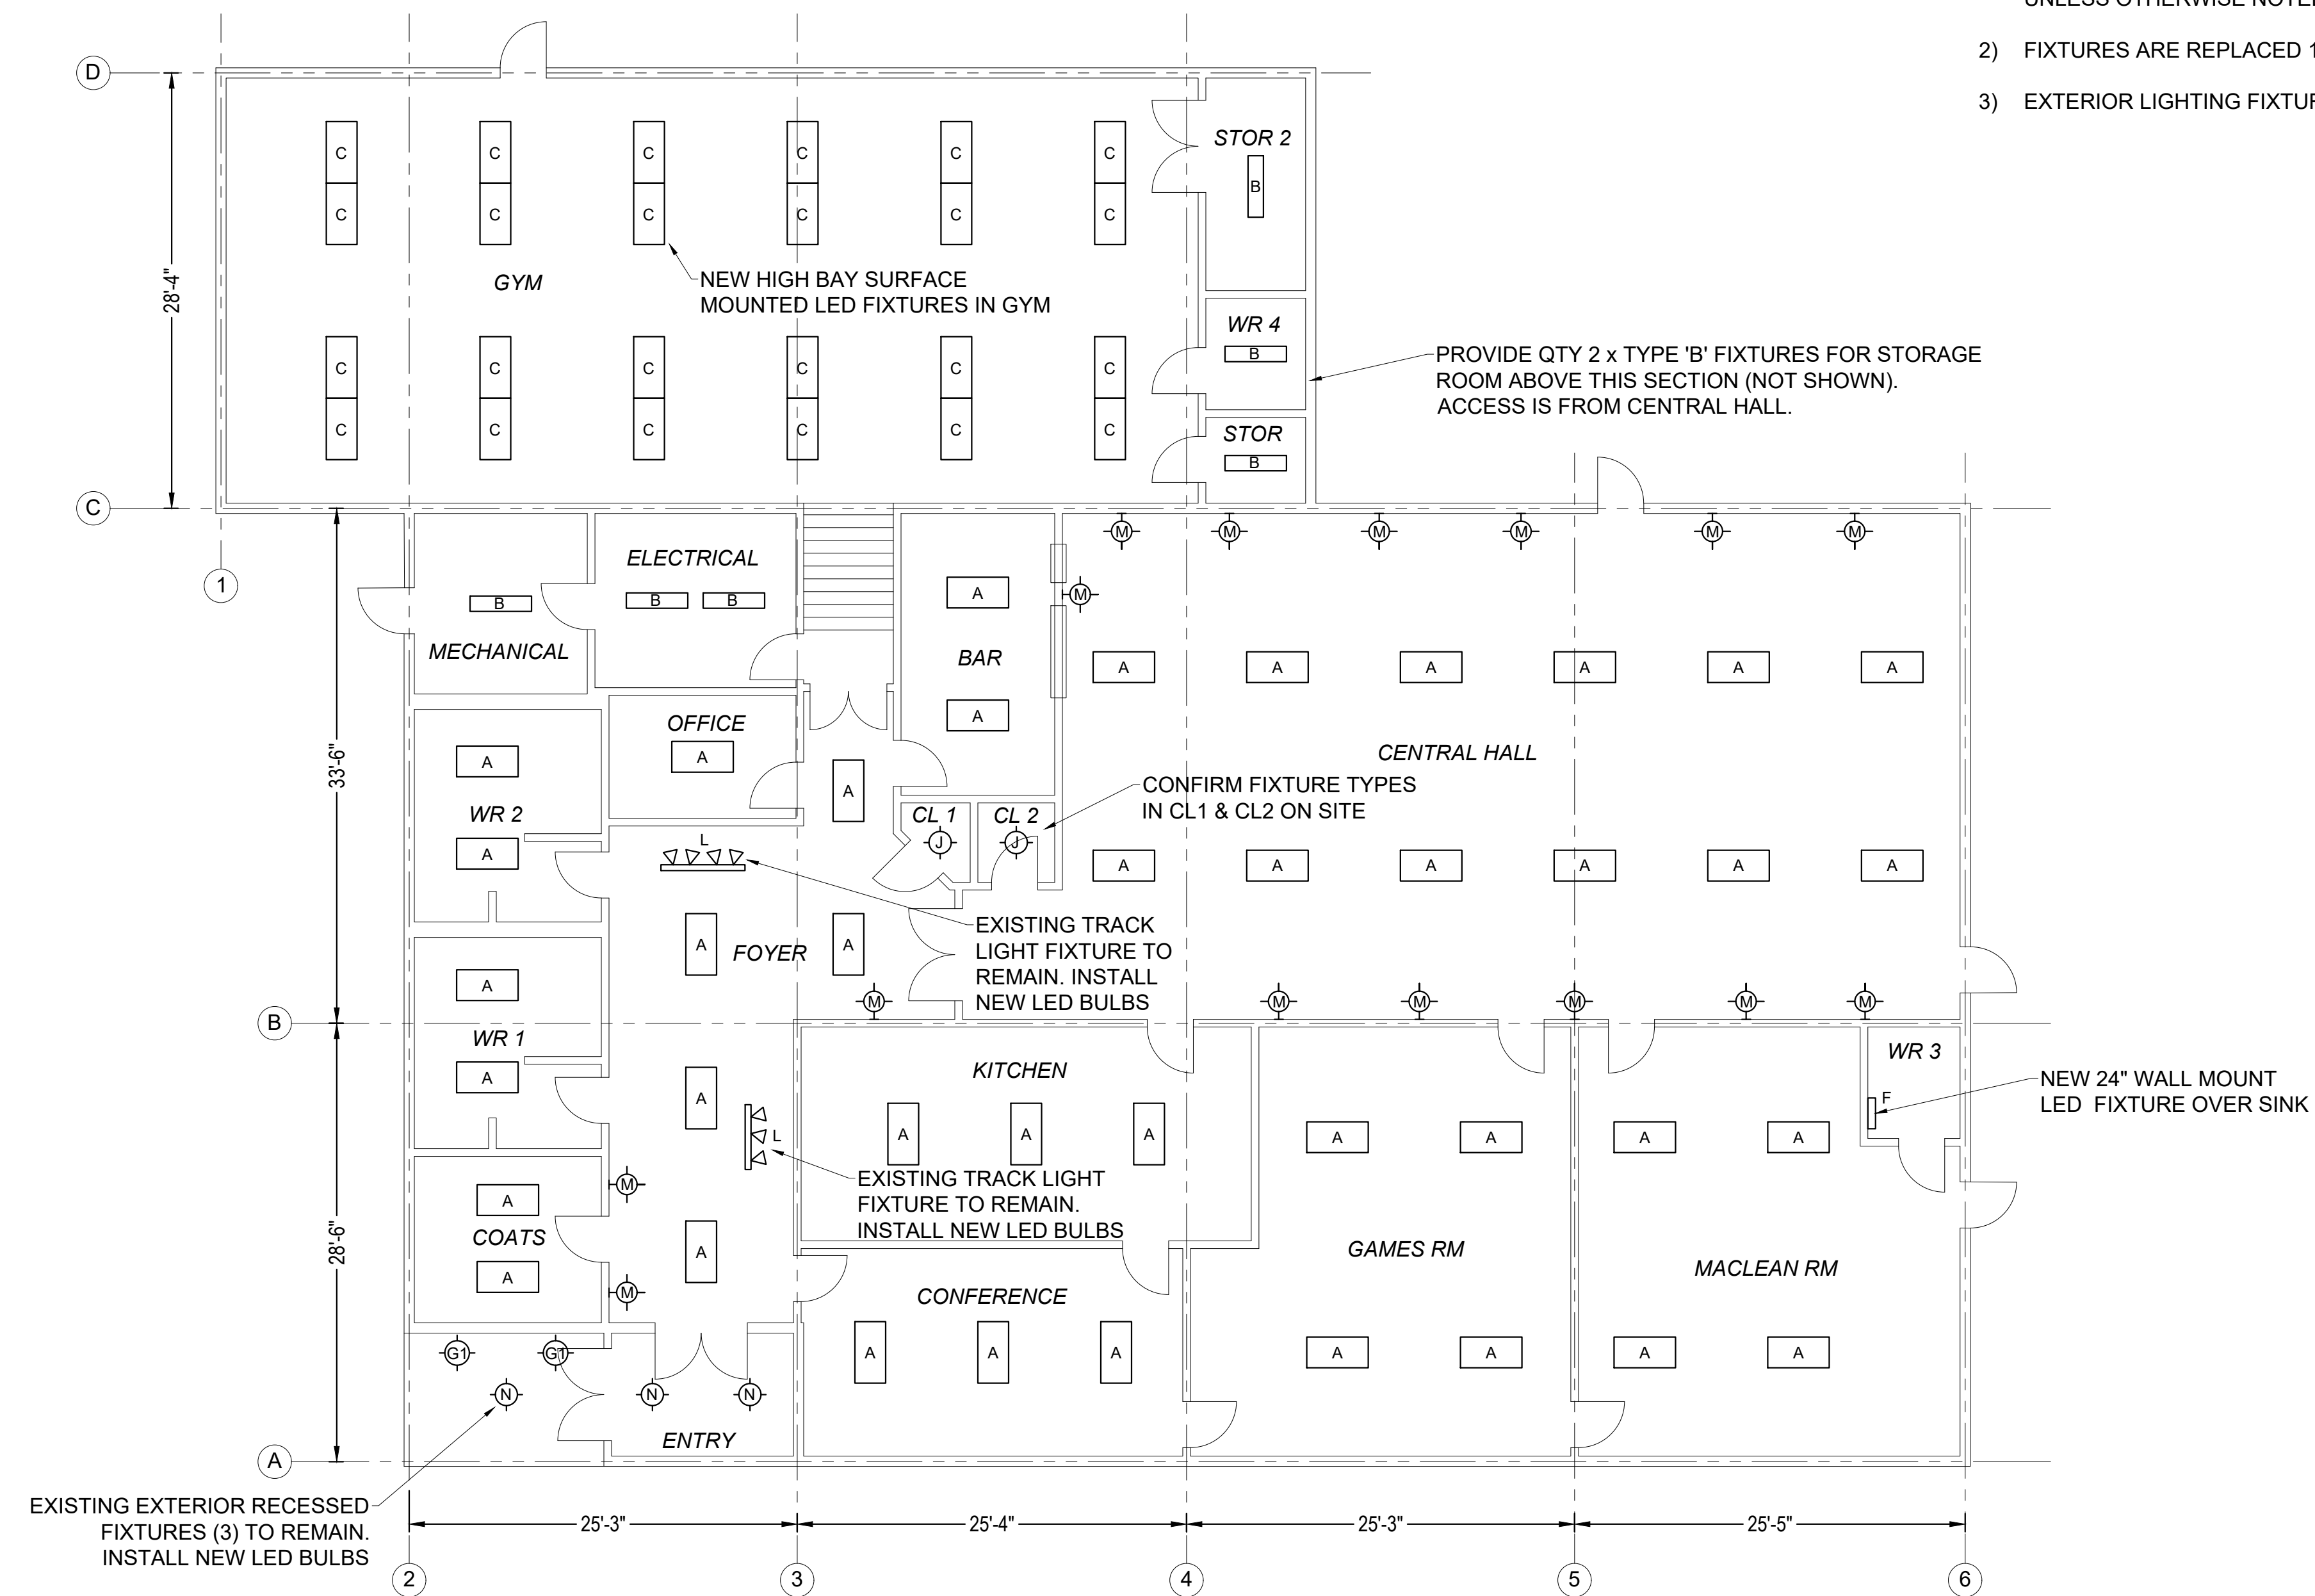 UNLESS OTHERWISE NOTED
2) FIXTURES ARE REPLACED 1
3) EXTERIOR LIGHTING
D
28'-4"
C
1
33'-6"
B
28'-6"
A
C C C C C C
C C C C C C
GYM
NEW HIGH BAY SURFACE
MOUNTED LED FIXTURES IN GYM
C C C C C C
C C C C C C
STOR 2
B
WR 4
B
STOR
B
PROVIDE QTY 2 x TYPE 'B' FIXTURES FOR STORAGE
ROOM ABOVE THIS SECTION (NOT SHOWN).
ACCESS IS FROM CENTRAL HALL.
B
MECHANICAL
ELECTRICAL
B B
OFFICE
A
A
BAR
A
M M M M M M
M
A A A A A A
CENTRAL HALL
A A A A A A
M M M M M
A
WR 2
A
A
CL 1
J
CL 2
J
CONFIRM FIXTURE TYPES
IN CL1 & CL2 ON SITE
L
EXISTING TRACK
LIGHT FIXTURE TO
REMAIN. INSTALL
NEW LED BULBS
A
FOYER
A
M
A
WR 1
A
A
L
EXISTING TRACK LIGHT
FIXTURE TO REMAIN.
INSTALL NEW LED BULBS
M
A
COATS
A
A
M
KITCHEN
A A A
CONFERENCE
A A A
A A
GAMES RM
A A
A A
MACLEAN RM
A A
WR 3
F
NEW 24" WALL MOUNT
LED FIXTURE OVER SINK
G1 G1
N N N
ENTRY
EXISTING EXTERIOR RECESSED
FIXTURES (3) TO REMAIN.
INSTALL NEW LED BULBS
25'-3" 25'-4" 25'-3" 25'-5"
2 3 4 5 6